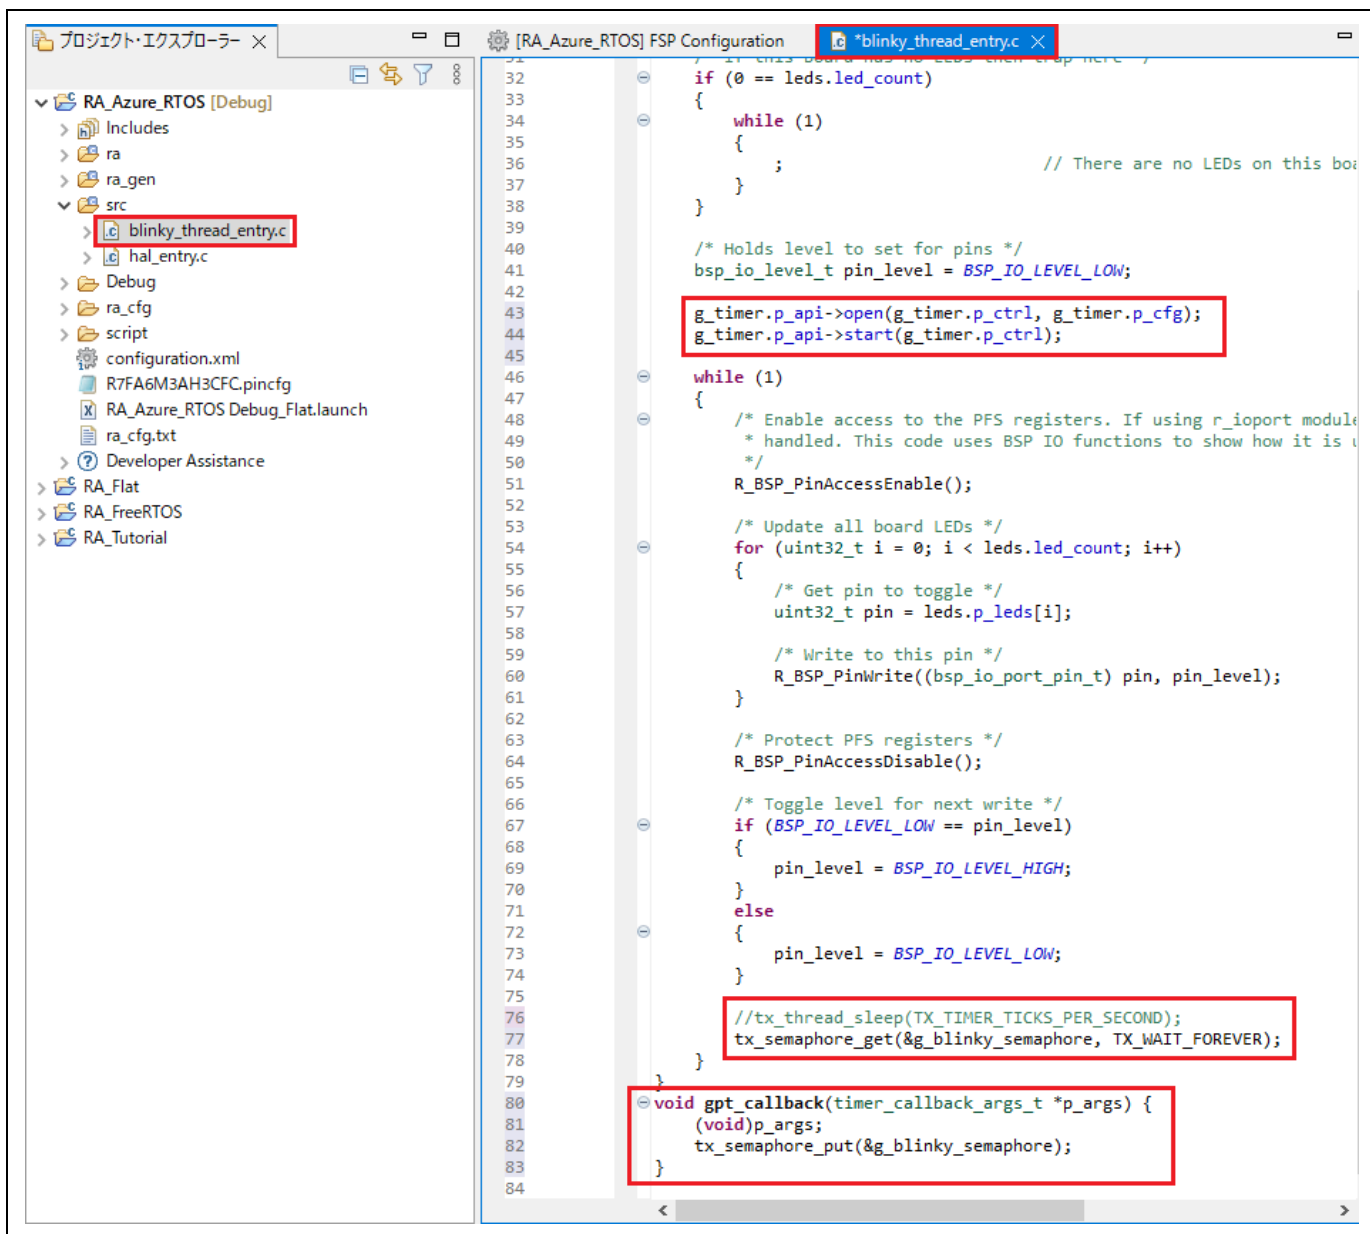 プロジェクト・エクスプローラー
RA_Azure_RTOS [Debug]
Includes
ra
ra_gen
src
blinky_thread_entry.c
hal_entry.c
Debug
ra_cfg
script
configuration.xml
R7FA6M3AH3CFC.pincfg
RA_Azure_RTOS Debug_Flat.launch
ra_cfg.txt
Developer Assistance
RA_Flat
RA_FreeRTOS
RA_Tutorial
[RA_Azure_RTOS] FSP Configuration
*blinky_thread_entry.c
31 /* If this board has no LEDs then trap here */
32 if (0 == leds.led_count)
33 {
34 while (1)
35 {
36 ; // There are no LEDs on this
37 }
38 }
39
40 /* Holds level to set for pins */
41 bsp_io_level_t pin_level = BSP_IO_LEVEL_LOW;
42
43 g_timer.p_api->open(g_timer.p_ctrl, g_timer.p_cfg);
44 g_timer.p_api->start(g_timer.p_ctrl);
45
46 while (1)
47 {
48 /* Enable access to the PFS registers. If using r_ioport module
49 * handled. This code uses BSP IO functions to show how it is
50 */
51 R_BSP_PinAccessEnable();
52
53 /* Update all board LEDs */
54 for (uint32_t i = 0; i < leds.led_count; i++)
55 {
56 /* Get pin to toggle */
57 uint32_t pin = leds.p_leds[i];
58
59 /* Write to this pin */
60 R_BSP_PinWrite((bsp_io_port_pin_t) pin, pin_level);
61 }
62
63 /* Protect PFS registers */
64 R_BSP_PinAccessDisable();
65
66 /* Toggle level for next write */
67 if (BSP_IO_LEVEL_LOW == pin_level)
68 {
69 pin_level = BSP_IO_LEVEL_HIGH;
70 }
71 else
72 {
73 pin_level = BSP_IO_LEVEL_LOW;
74 }
75
76 //tx_thread_sleep(TX_TIMER_TICKS_PER_SECOND);
77 tx_semaphore_get(&g_blinky_semaphore, TX_WAIT_FOREVER);
78 }
79 }
80 void gpt_callback(timer_callback_args_t *p_args) {
81 (void)p_args;
82 tx_semaphore_put(&g_blinky_semaphore);
83 }
84